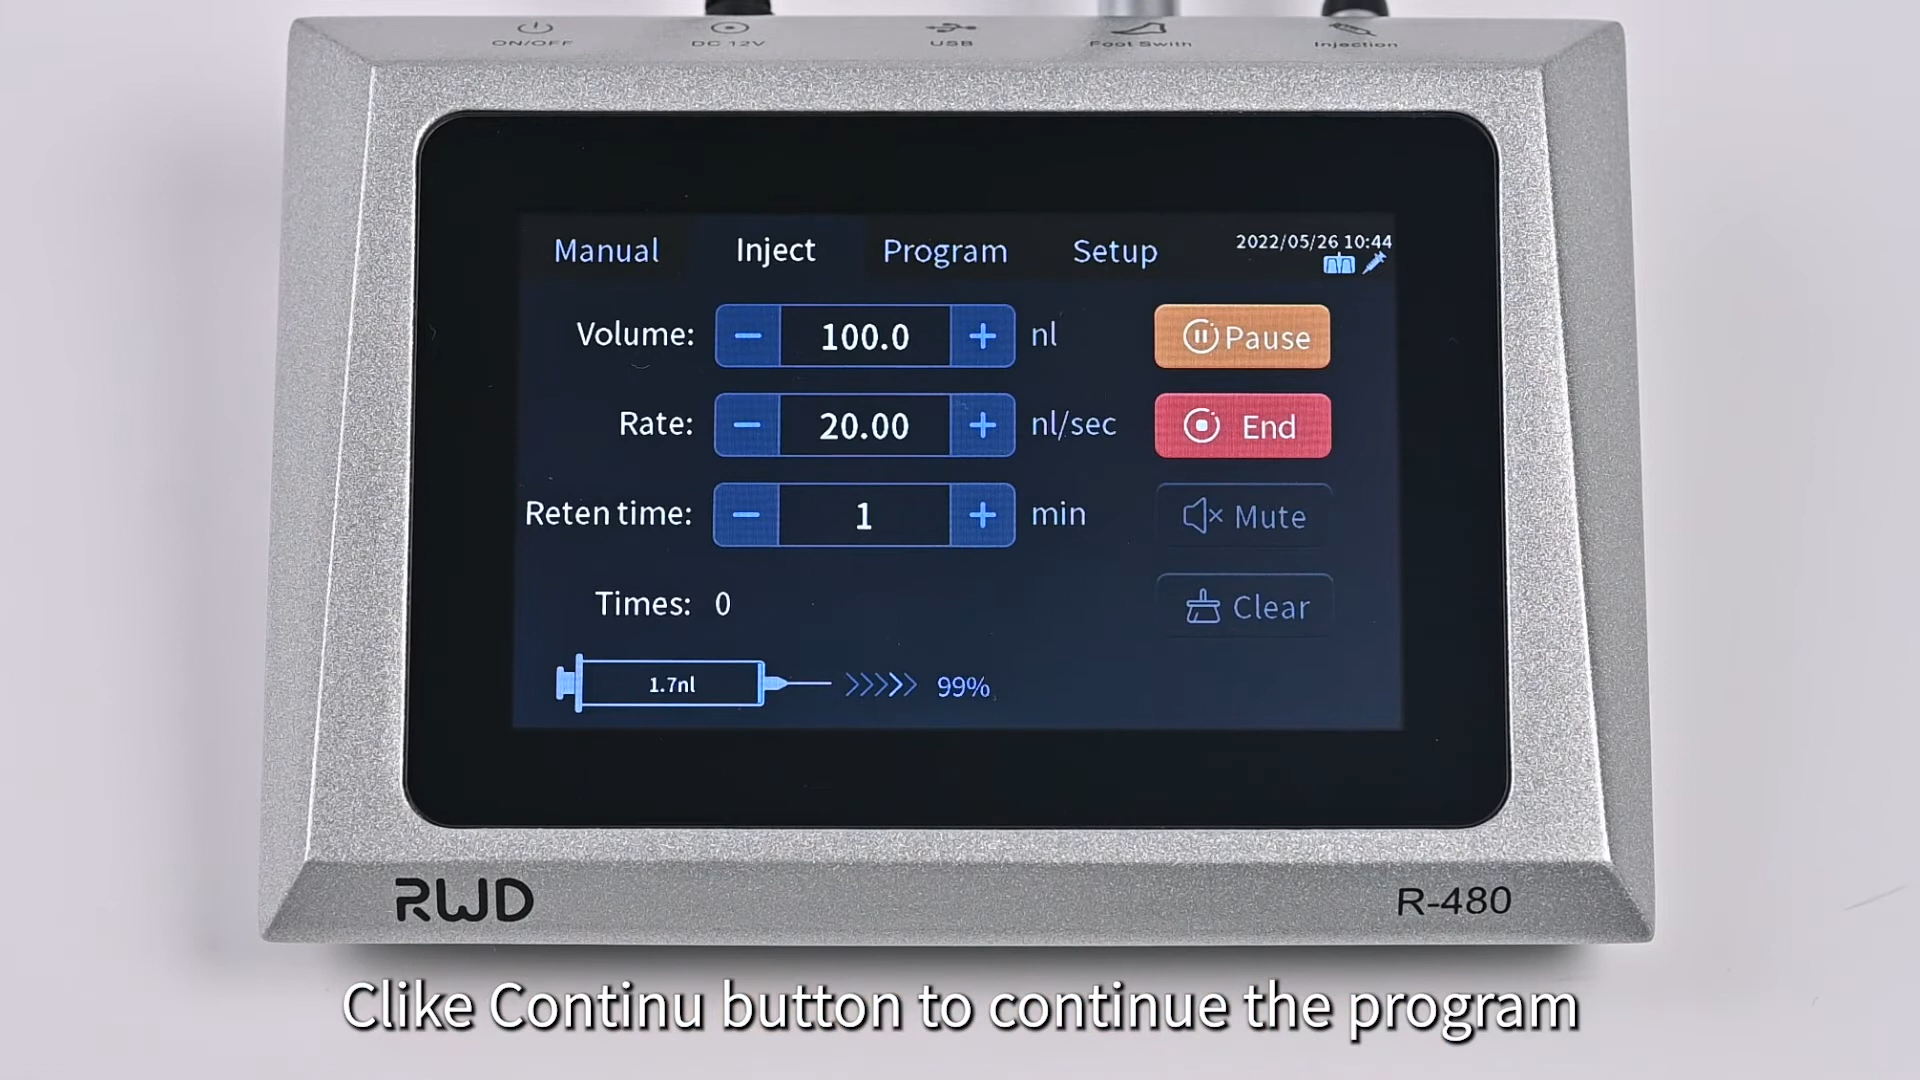 ON/OFF DC 12V USB Foot Swith Injection
Manual Inject Program Setup 2022/05/26 10:44
Volume: − 100.0 + nl Pause
Rate: − 20.00 + nl/sec End
Reten time: − 1 + min Mute
Times: 0 Clear
1.7nl 99%
RWD R-480
Clike Continu button to continue the program